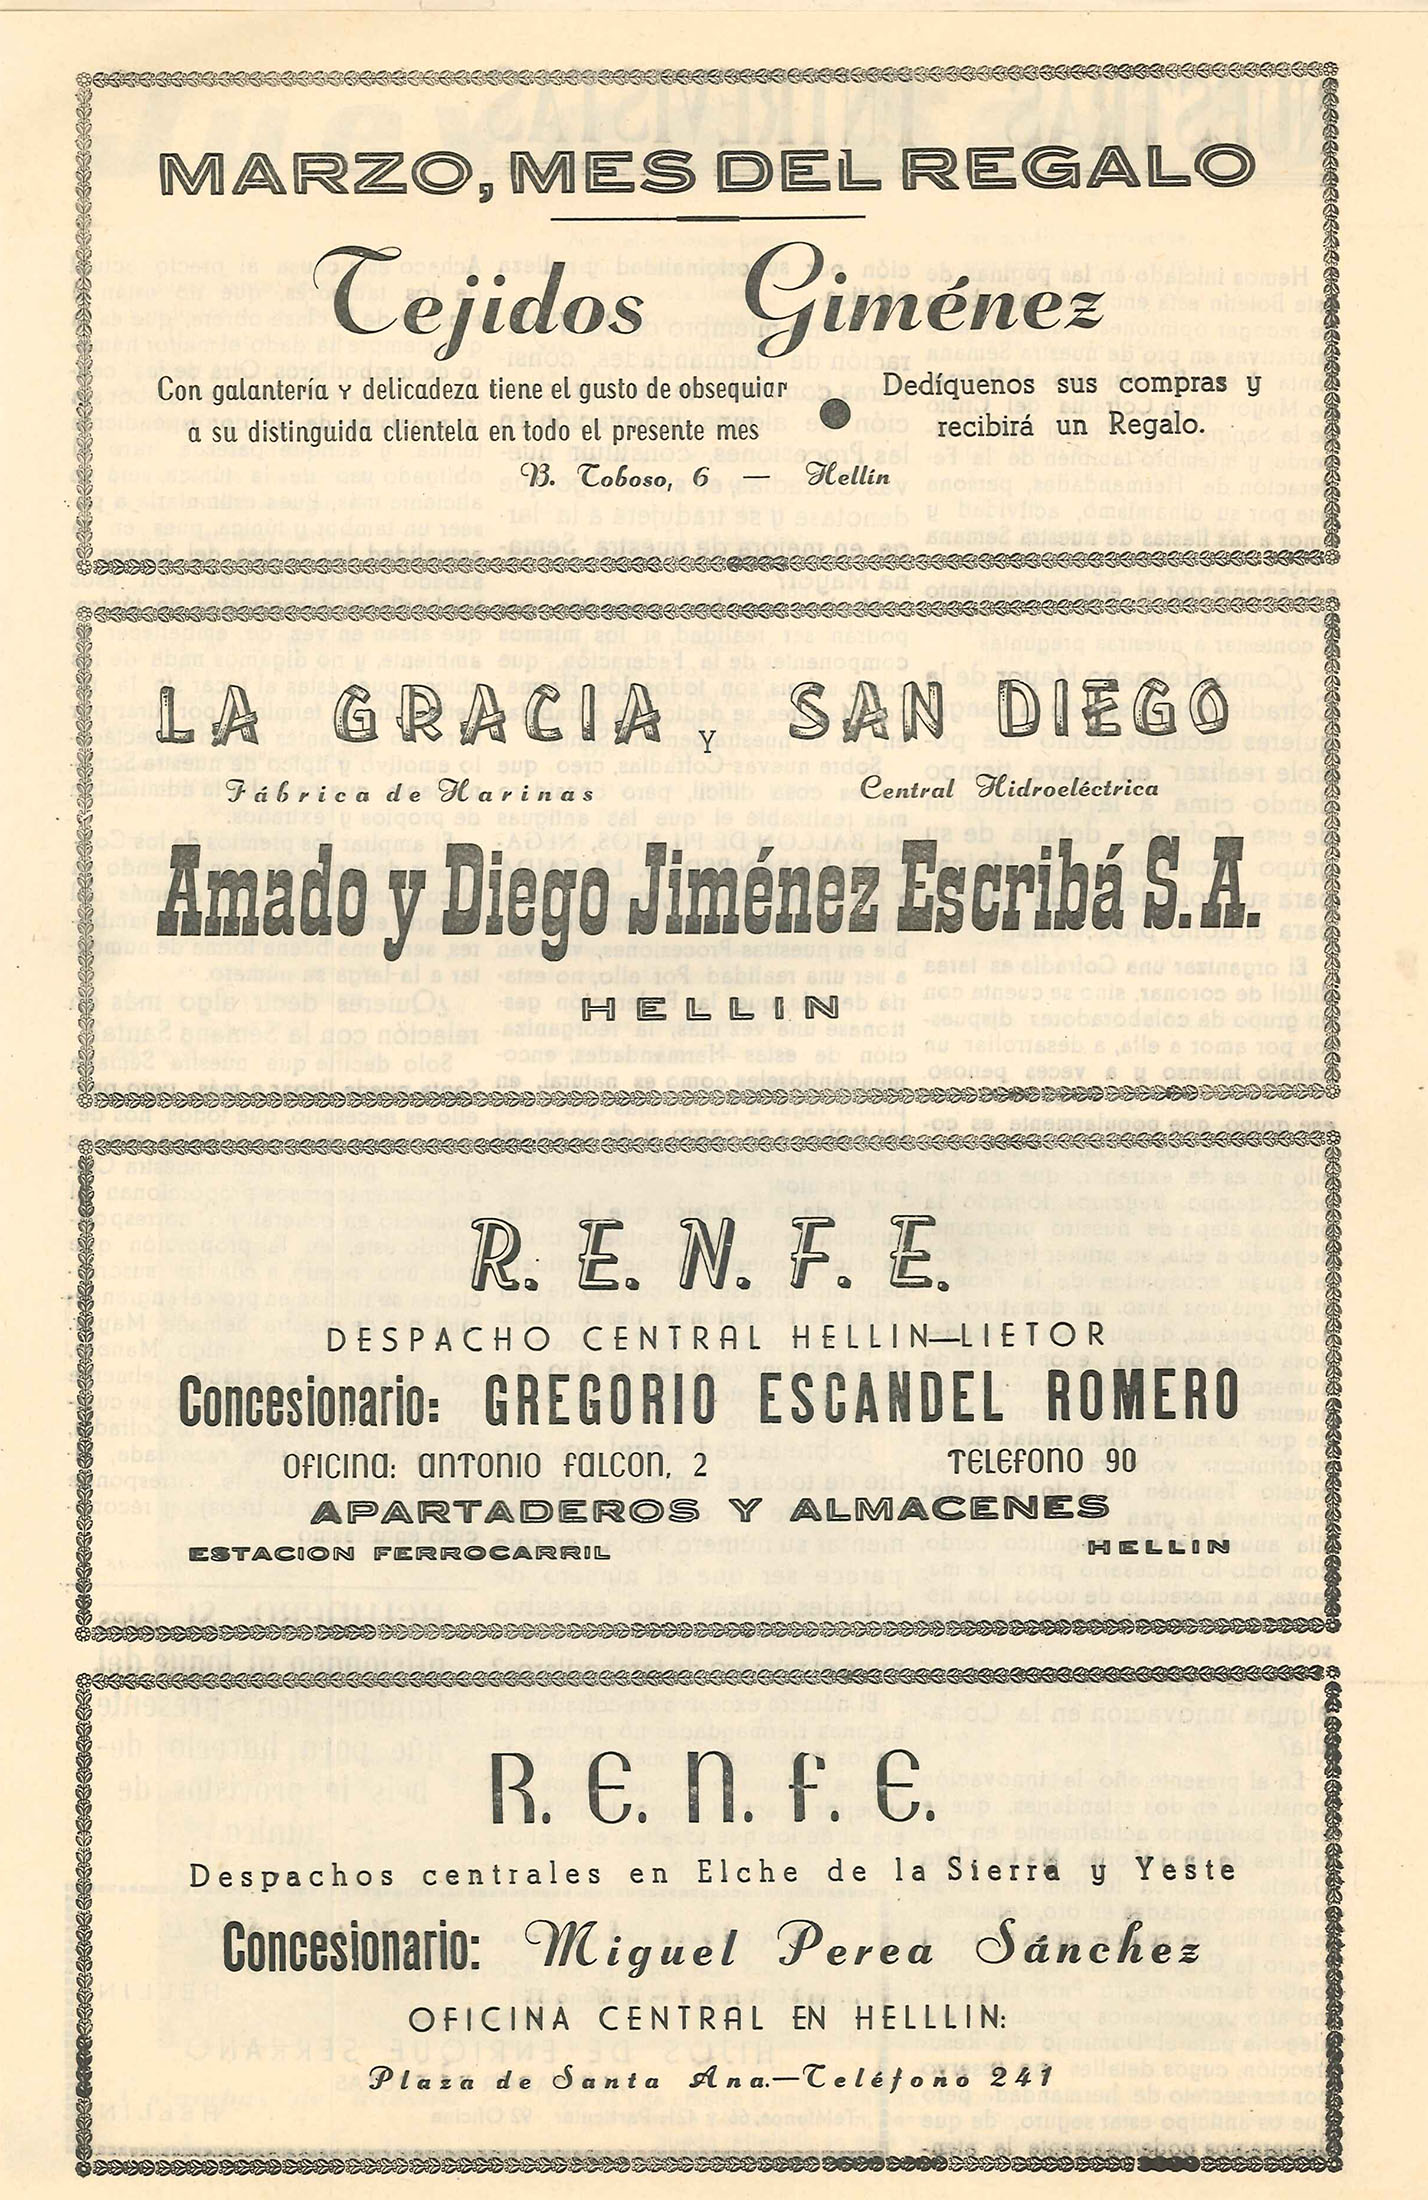 MARZO, MES DEL REGALO
Tejidos Giménez
Con galantería y delicadeza tiene el gusto de obsequiar
a su distinguida clientela en todo el presente mes
Dedíquenos sus compras y
recibirá un Regalo.
B. Toboso, 6 — Hellín
LA GRACIA Y SAN DIEGO
Fábrica de Harinas
Central Hidroeléctrica
Amado y Diego Jiménez Escribá S. A.
HELLIN
R. E. N. F. E.
DESPACHO CENTRAL HELLIN—LIETOR
Concesionario: GREGORIO ESCANDEL ROMERO
OFICINA: ANTONIO FALCON, 2 TELEFONO 90
APARTADEROS Y ALMACENES
ESTACION FERROCARRIL HELLIN
R. E. N. F. E.
Despachos centrales en Elche de la Sierra y Yeste
Concesionario: Miguel Perea Sánchez
OFICINA CENTRAL EN HELLLIN:
Plaza de Santa Ana.—Teléfono 241